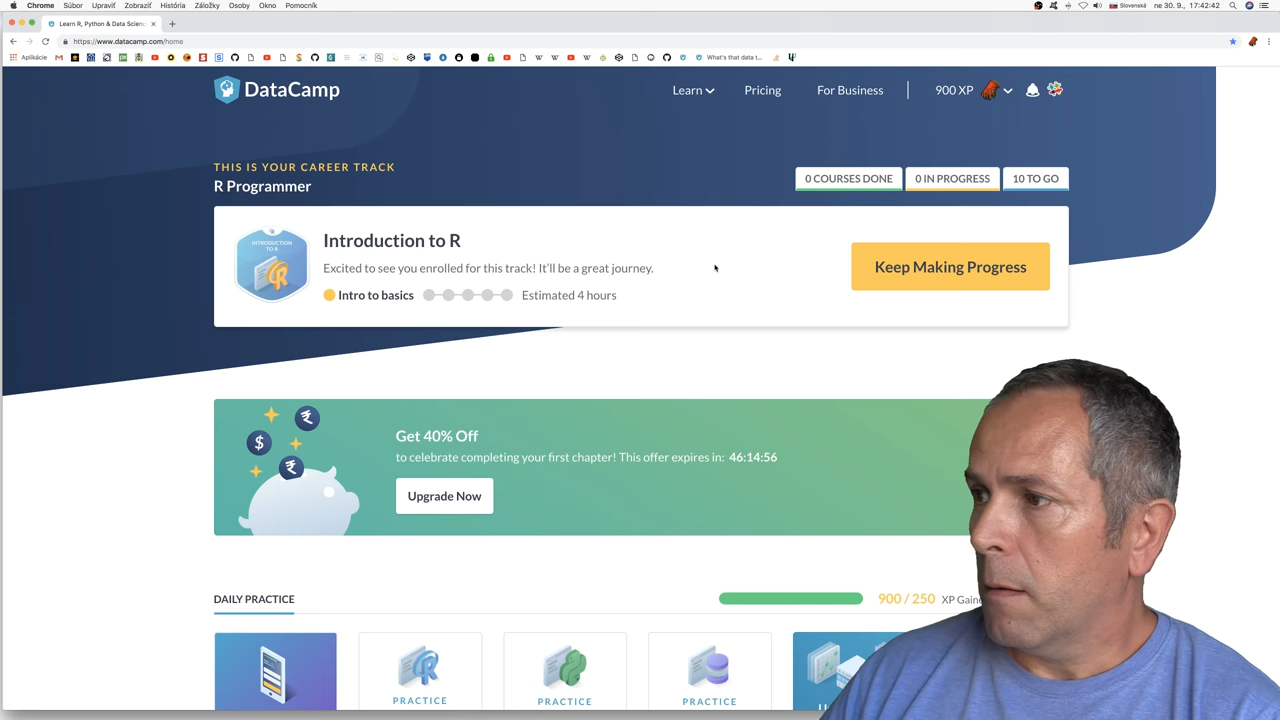 Chrome Súbor Upraviť Zobraziť História Záložky Osoby Okno Pomocník Slovenská ne 30. 9., 17:42:42
Learn R, Python & Data Scienc
https://www.datacamp.com/home
Aplikácie What's that data t...
DataCamp Learn Pricing For Business 900 XP
THIS IS YOUR CAREER TRACK
R Programmer
0 COURSES DONE 0 IN PROGRESS 10 TO GO
INTRODUCTION
TO R
Introduction to R
Excited to see you enrolled for this track! It'll be a great journey.
Intro to basics Estimated 4 hours
Keep Making Progress
Get 40% Off
to celebrate completing your first chapter! This offer expires in: 46:14:56
Upgrade Now
DAILY PRACTICE 900 / 250 XP Gaine
PRACTICE PRACTICE PRACTICE